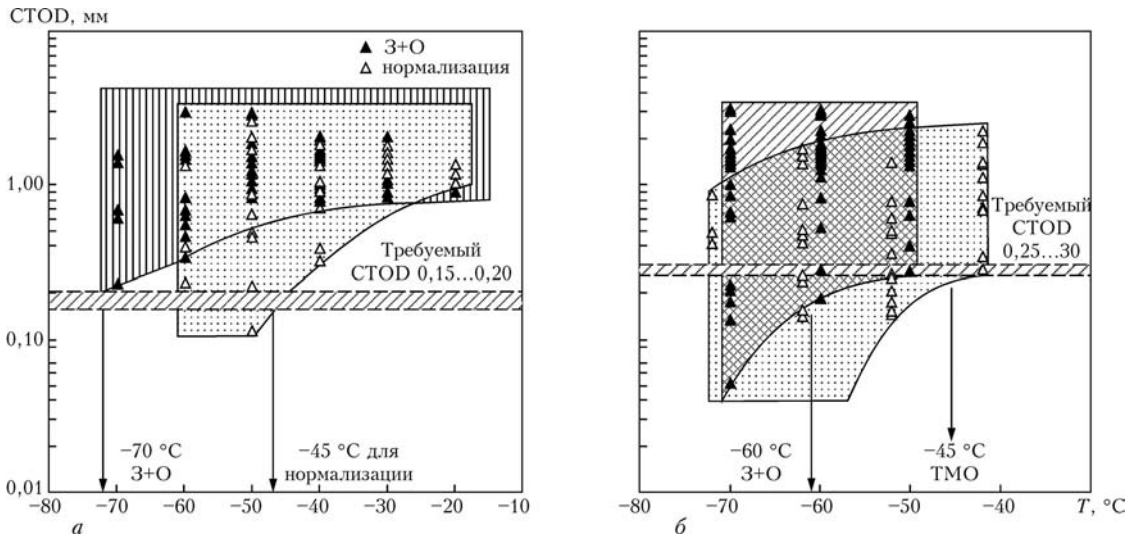 CTOD, мм
З+О
нормализация
1,00
0,10
0,01
Требуемый
CTOD 0,15...0,20
−70 °C
З+О
−45 °C для
нормализации
−80 −70 −60 −50 −40 −30 −20 −10
а
Требуемый
CTOD
0,25...30
−60 °C
З+О
−45 °C
ТМО
−80 −70 −60 −50 −40 T, °C
б